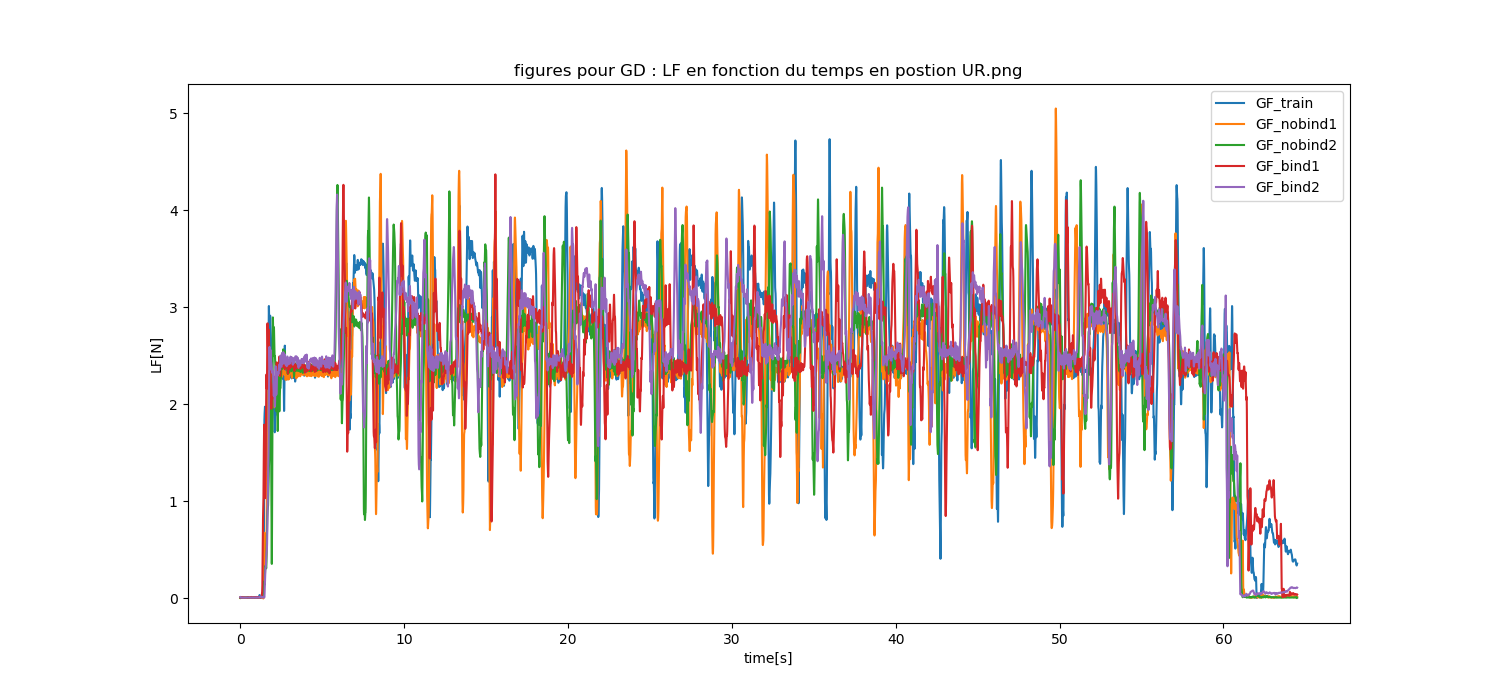 figures pour GD : LF en fonction du temps en postion UR.png
GF_train
GF_nobind1
GF_nobind2
GF_bind1
GF_bind2
LF[N]
5
4
3
2
1
0
0 10 20 30 40 50 60
time[s]